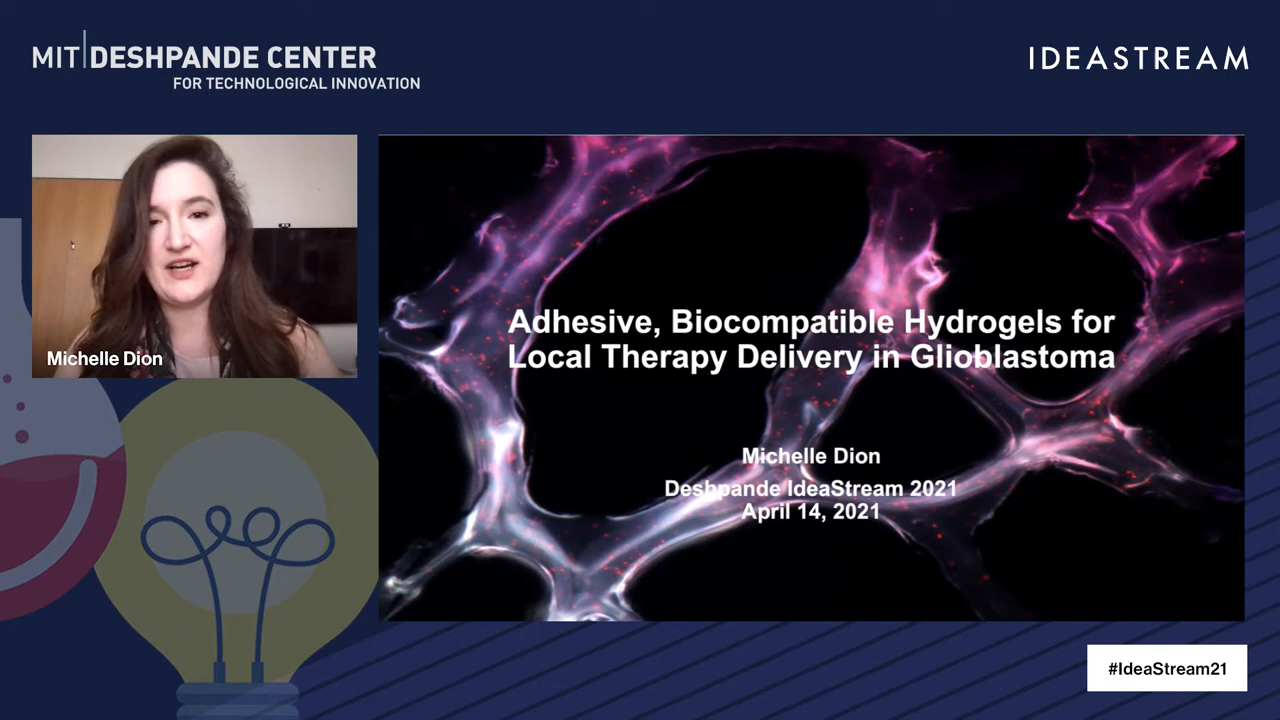 MIT DESHPANDE CENTER
FOR TECHNOLOGICAL INNOVATION
IDEASTREAM
Michelle Dion
Adhesive, Biocompatible Hydrogels for
Local Therapy Delivery in Glioblastoma
Michelle Dion
Deshpande IdeaStream 2021
April 14, 2021
#IdeaStream21